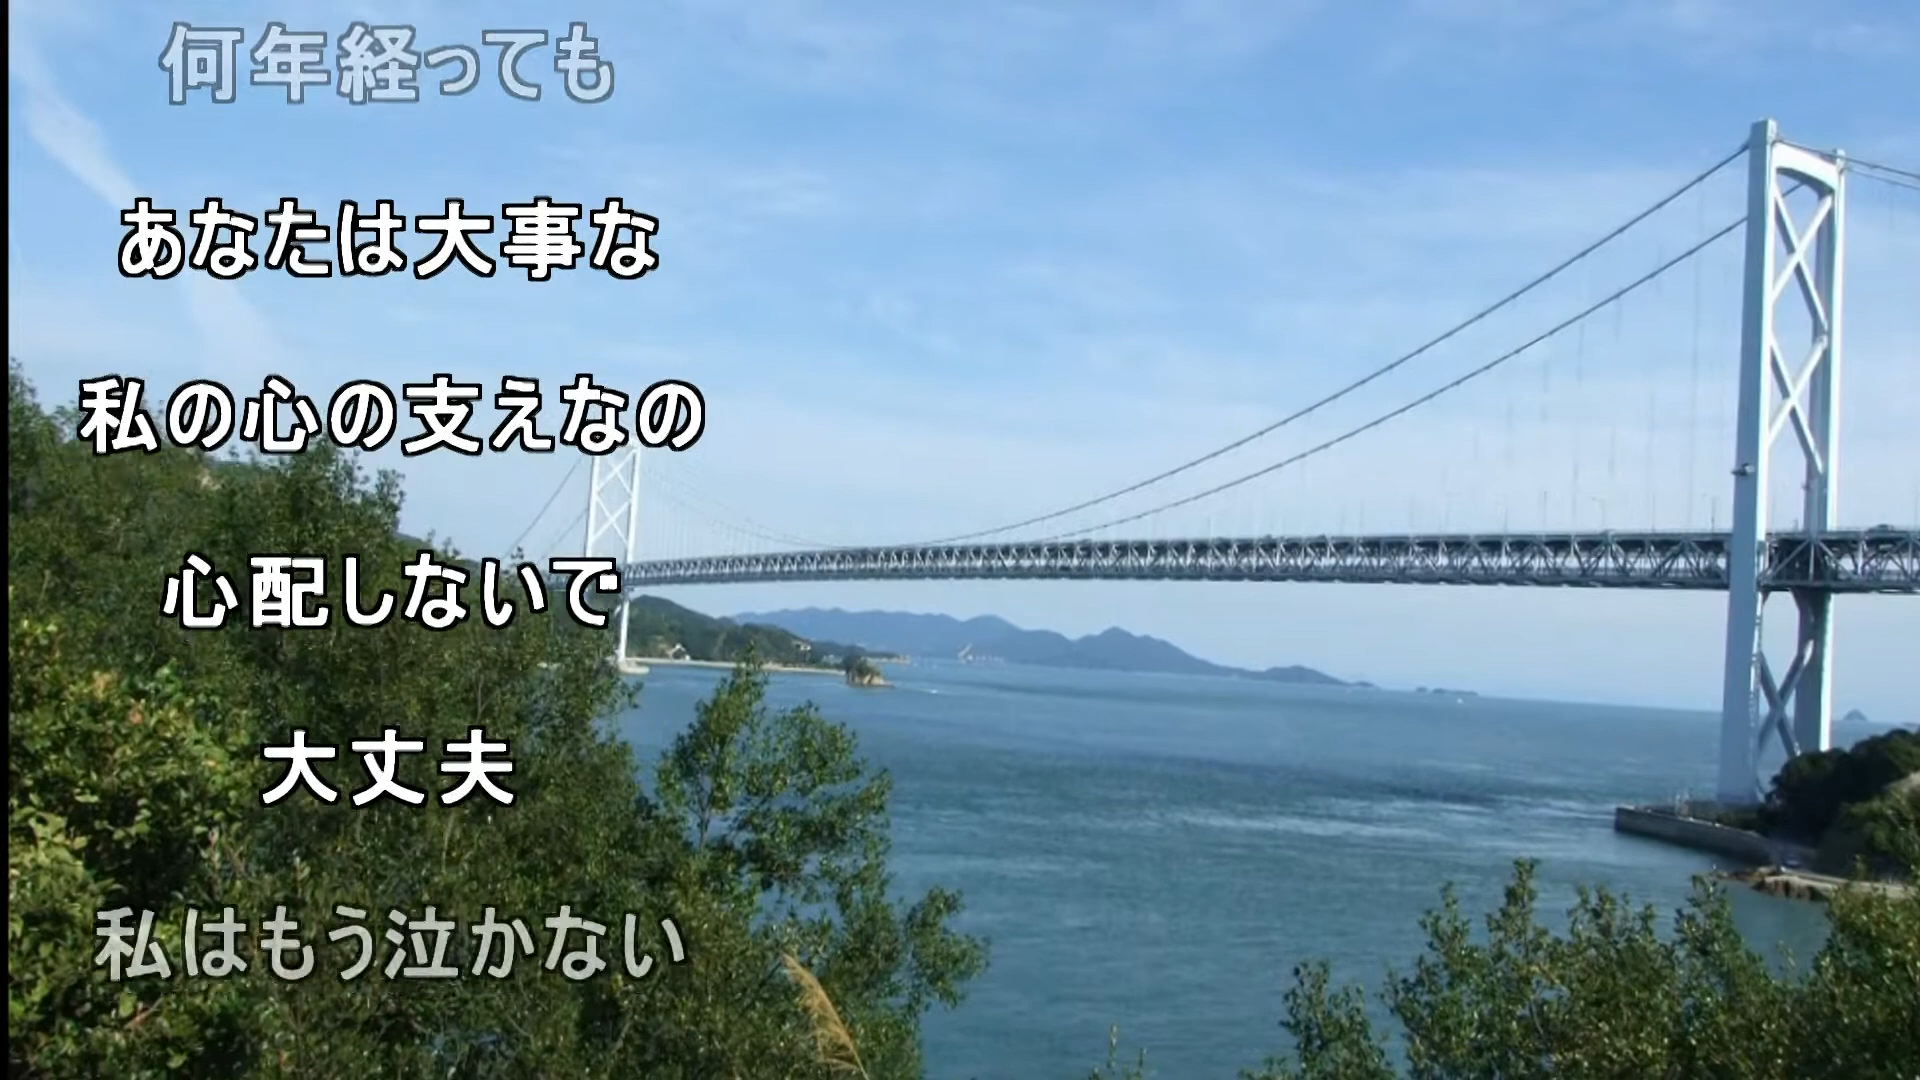 何年経っても
あなたは大事な
私の心の支えなの
心配しないで
大丈夫
私はもう泣かない